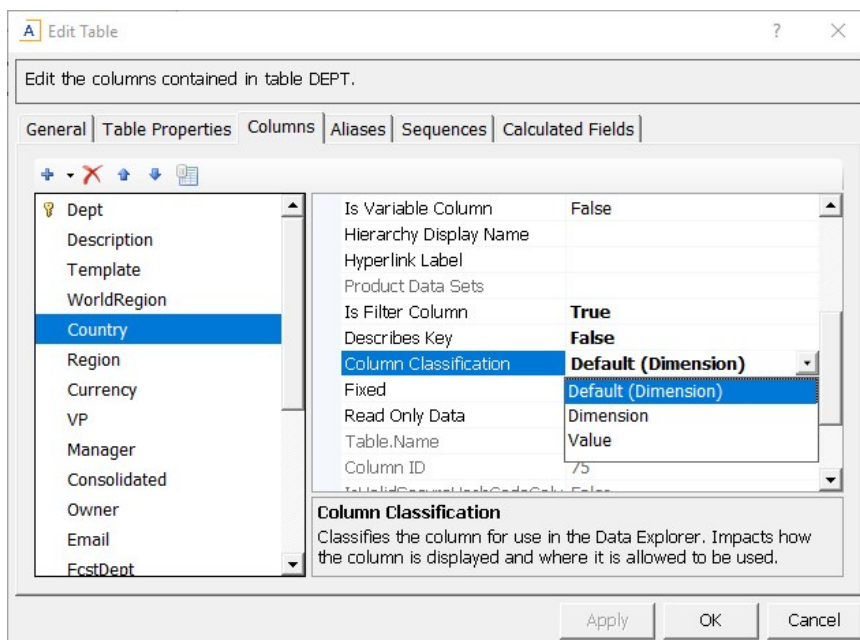 A Edit Table ?
Edit the columns contained in table DEPT.
General Table Properties Columns Aliases Sequences Calculated Fields
Dept
Description
Template
WorldRegion
Country
Region
Currency
VP
Manager
Consolidated
Owner
Email
FcstDept
Is Variable Column False
Hierarchy Display Name
Hyperlink Label
Product Data Sets
Is Filter Column True
Describes Key False
Column Classification Default (Dimension)
Fixed Default (Dimension)
Read Only Data Dimension
Table.Name Value
Column ID 75
Column Classification
Classifies the column for use in the Data Explorer. Impacts how
the column is displayed and where it is allowed to be used.
Apply OK Cancel